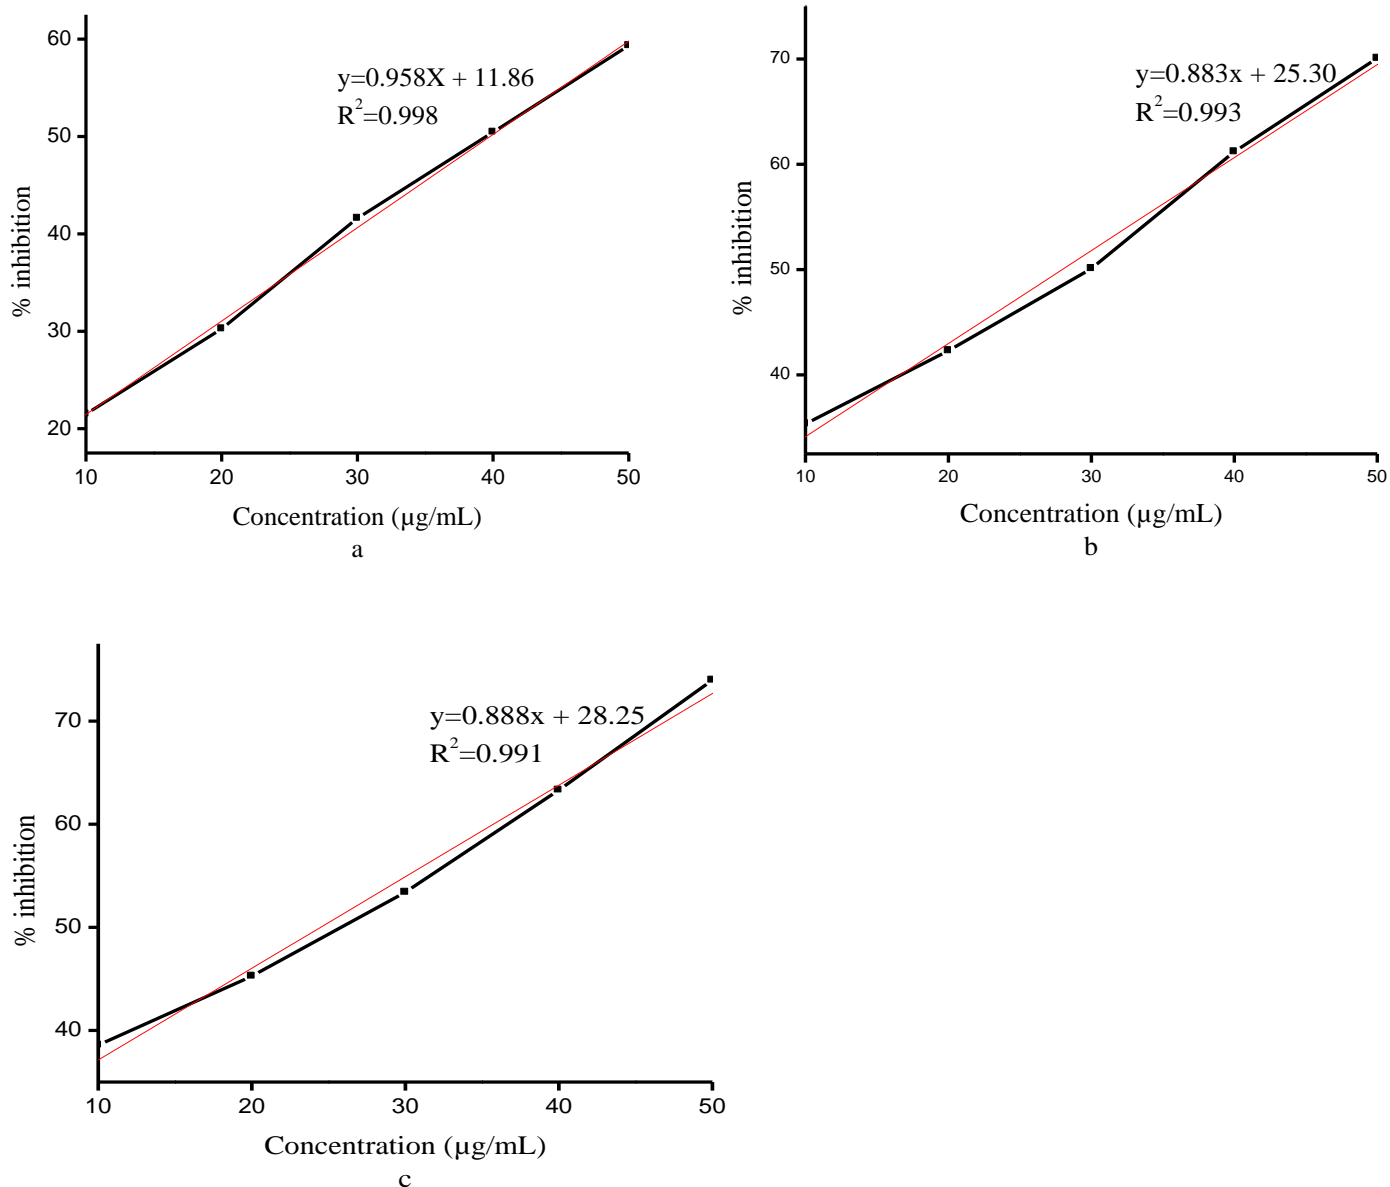 60
50
40
30
20
% inhibition
y=0.958X + 11.86
R²=0.998
10 20 30 40 50
Concentration (µg/mL)
a
70
60
50
40
% inhibition
y=0.883x + 25.30
R²=0.993
10 20 30 40 50
Concentration (µg/mL)
b
70
60
50
40
% inhibition
y=0.888x + 28.25
R²=0.991
10 20 30 40 50
Concentration (µg/mL)
c